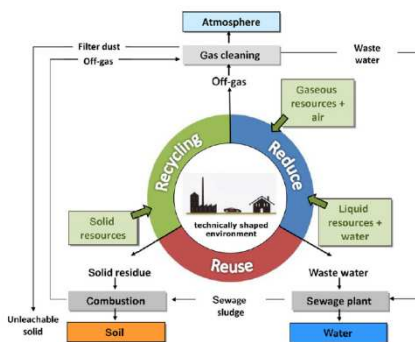 Atmosphere
Filter dust
Gas cleaning
Waste
water
Off-gas
Off-gas
Gaseous
resources +
air
Recycling
Reduce
technically shaped
environment
Solid
resources
Liquid
resources +
water
Reuse
Solid residue
Waste water
Combustion
Sewage
sludge
Sewage plant
Unleachable
solid
Soil
Water